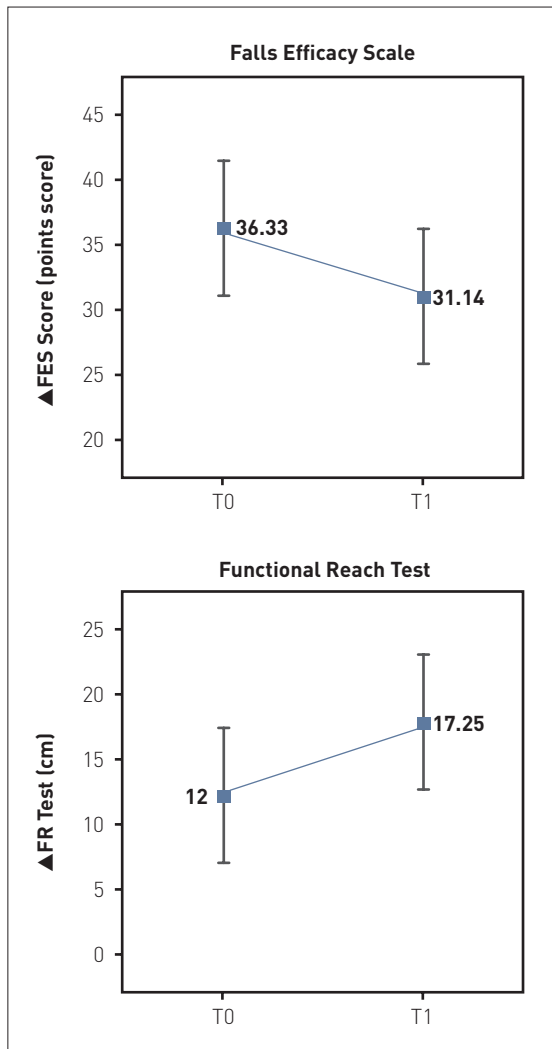 Falls Efficacy Scale
▲FES Score (points score)
45
40
35
30
25
20
36.33
31.14
T0 T1
Functional Reach Test
▲FR Test (cm)
25
20
15
10
5
0
12
17.25
T0 T1